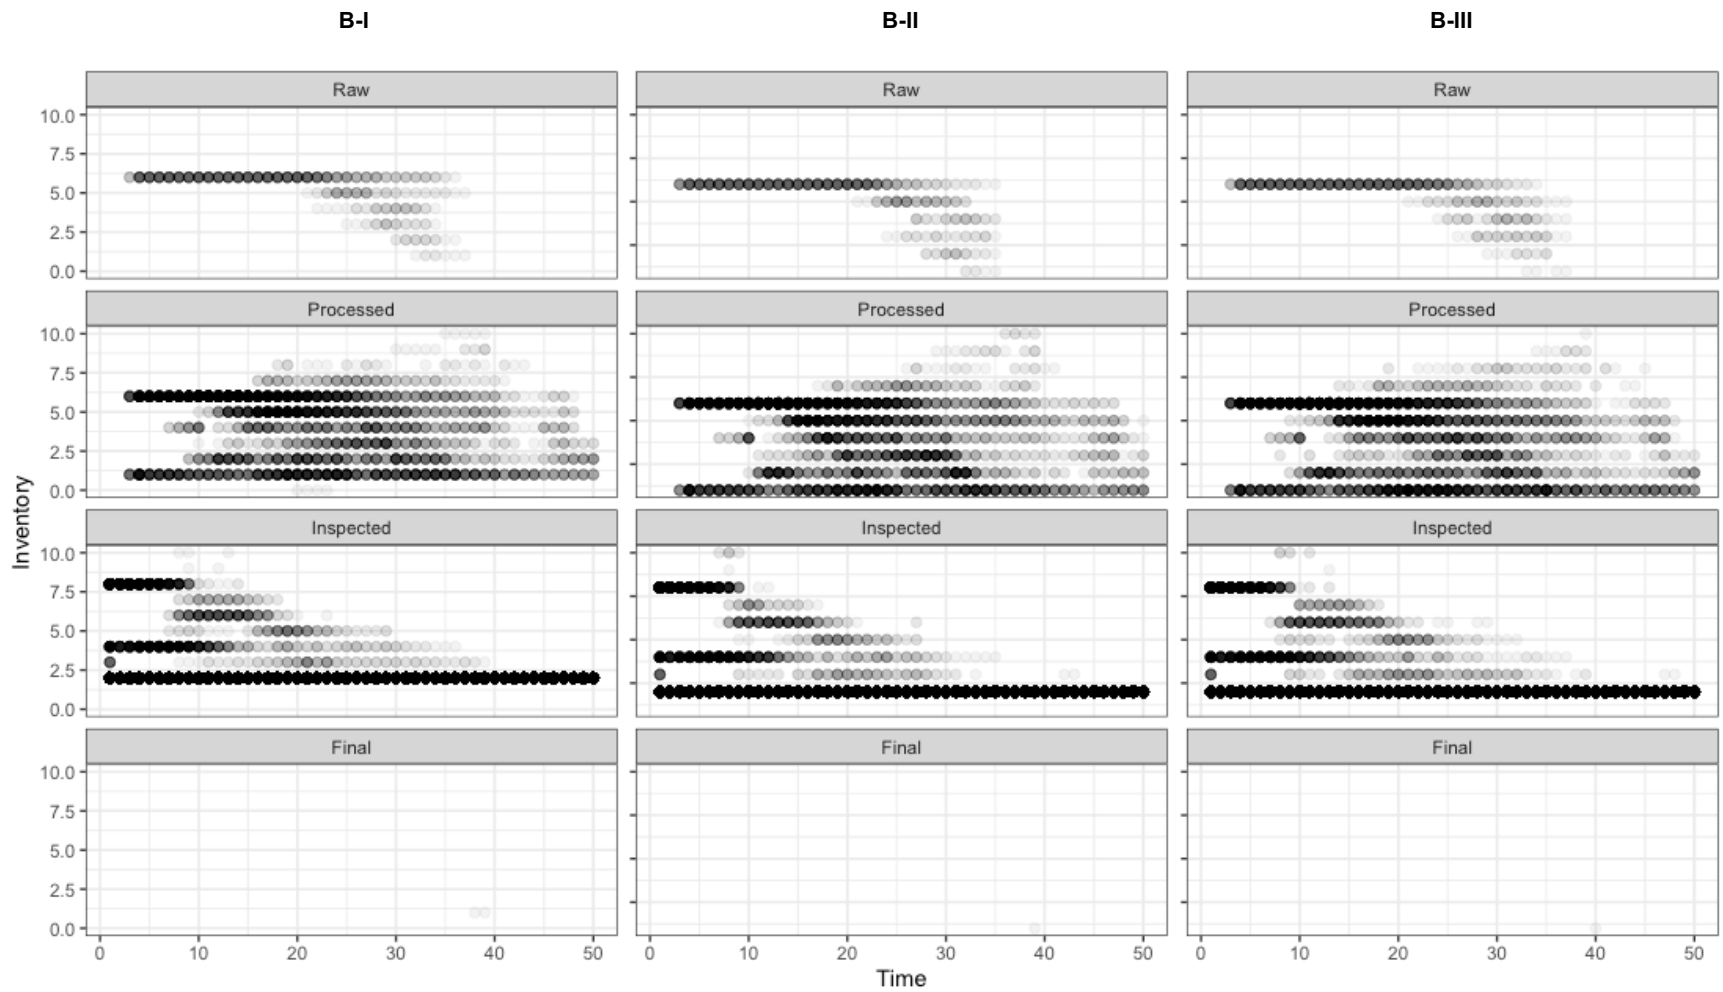 B-I B-II B-III
Raw Raw Raw
10.0
7.5
5.0
2.5
0.0
Processed Processed Processed
10.0
7.5
5.0
2.5
0.0
Inspected Inspected Inspected
10.0
7.5
5.0
2.5
0.0
Final Final Final
10.0
7.5
5.0
2.5
0.0
0 10 20 30 40 50 0 10 20 30 40 50 0 10 20 30 40 50
Inventory
Time